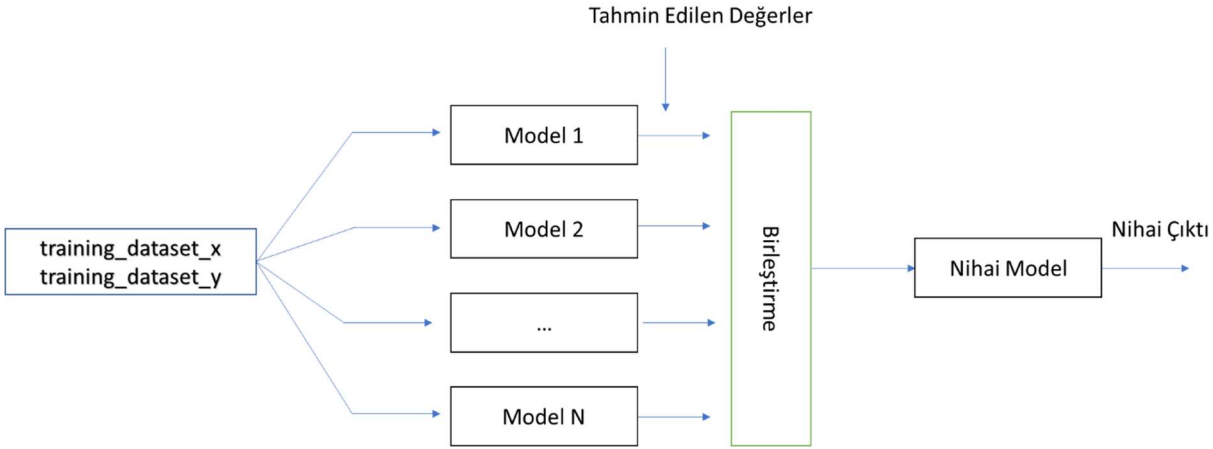 Tahmin Edilen Değerler
training_dataset_x
training_dataset_y
Model 1
Model 2
...
Model N
Birleştirme
Nihai Model
Nihai Çıktı